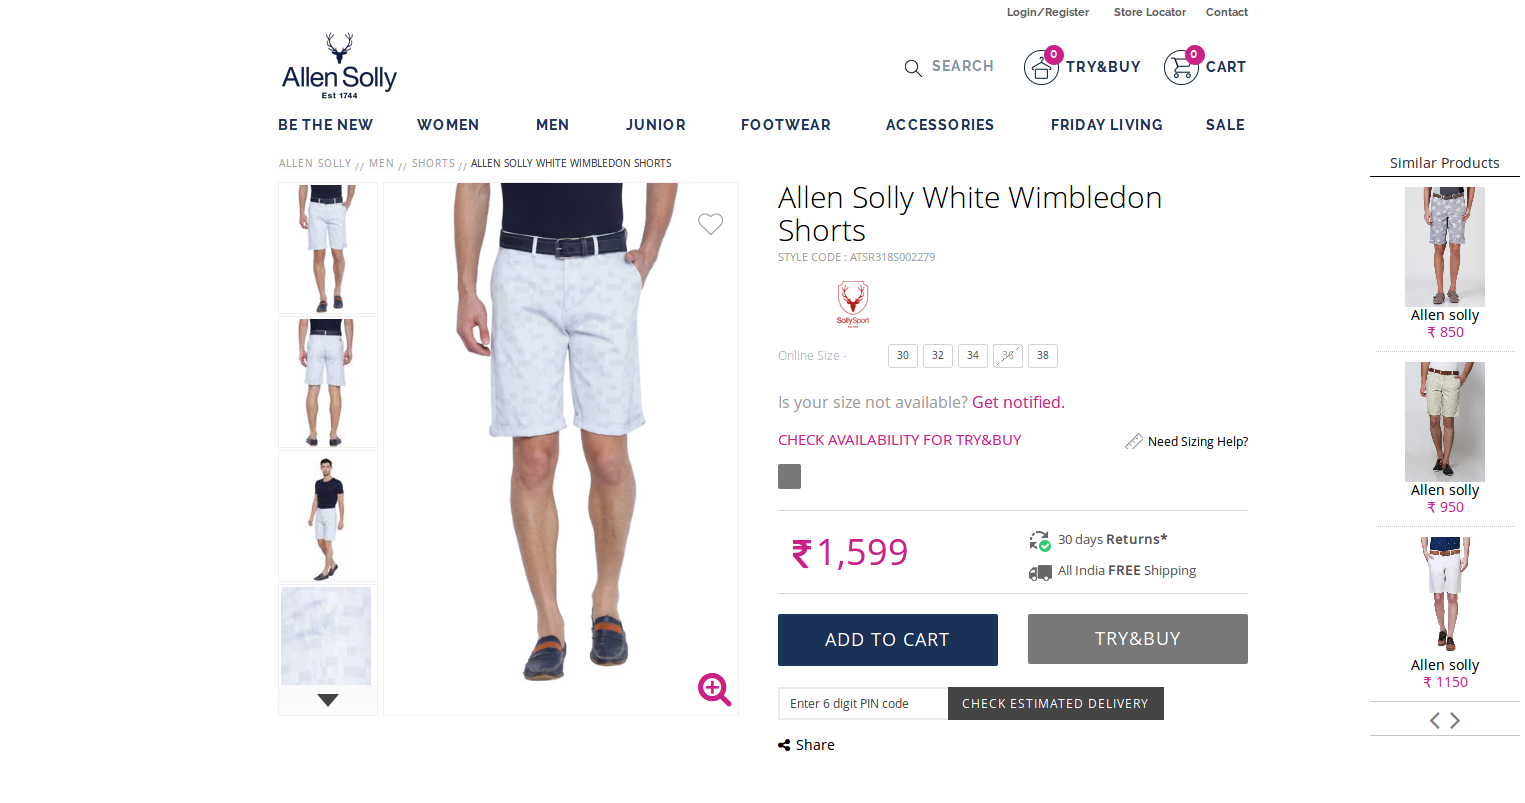 Login/Register Store Locator Contact
Allen Solly
Est 1744
SEARCH 0 TRY&BUY 0 CART
BE THE NEW WOMEN MEN JUNIOR FOOTWEAR ACCESSORIES FRIDAY LIVING SALE
ALLEN SOLLY // MEN // SHORTS // ALLEN SOLLY WHITE WIMBLEDON SHORTS
Allen Solly White Wimbledon
Shorts
STYLE CODE : ATSR318S002279
SollySport
Online Size - 30 32 34 36 38
Is your size not available? Get notified.
CHECK AVAILABILITY FOR TRY&BUY Need Sizing Help?
₹1,599
30 days Returns*
All India FREE Shipping
ADD TO CART TRY&BUY
Enter 6 digit PIN code CHECK ESTIMATED DELIVERY
Share
Similar Products
Allen solly
₹ 850
Allen solly
₹ 950
Allen solly
₹ 1150